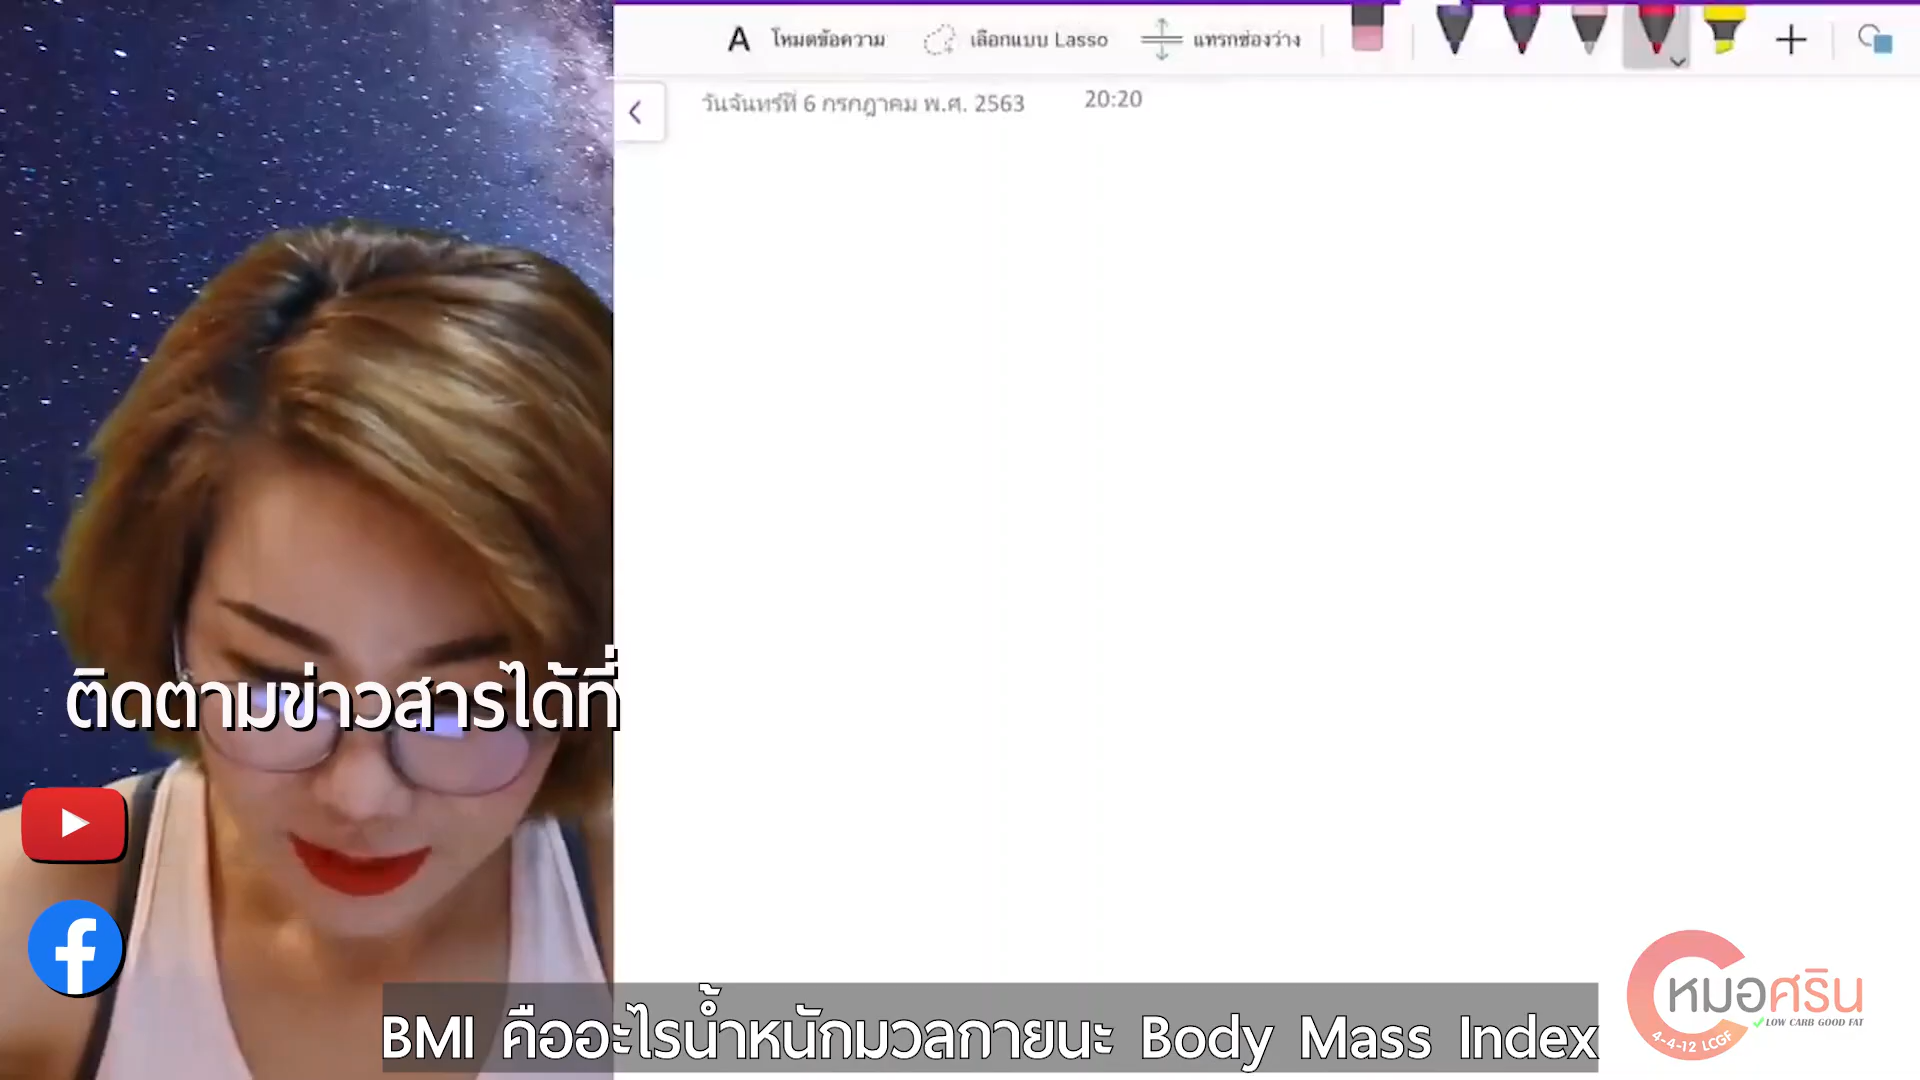 A โหมดข้อความ เลือกแบบ Lasso แทรกช่องว่าง
วันจันทร์ที่ 6 กรกฎาคม พ.ศ. 2563 20:20
ติดตามข่าวสารได้ที่
หมอศริน
LOW CARB GOOD FAT
4-4-12 LCGF
BMI คืออะไรน้ำหนักมวลกายนะ Body Mass Index